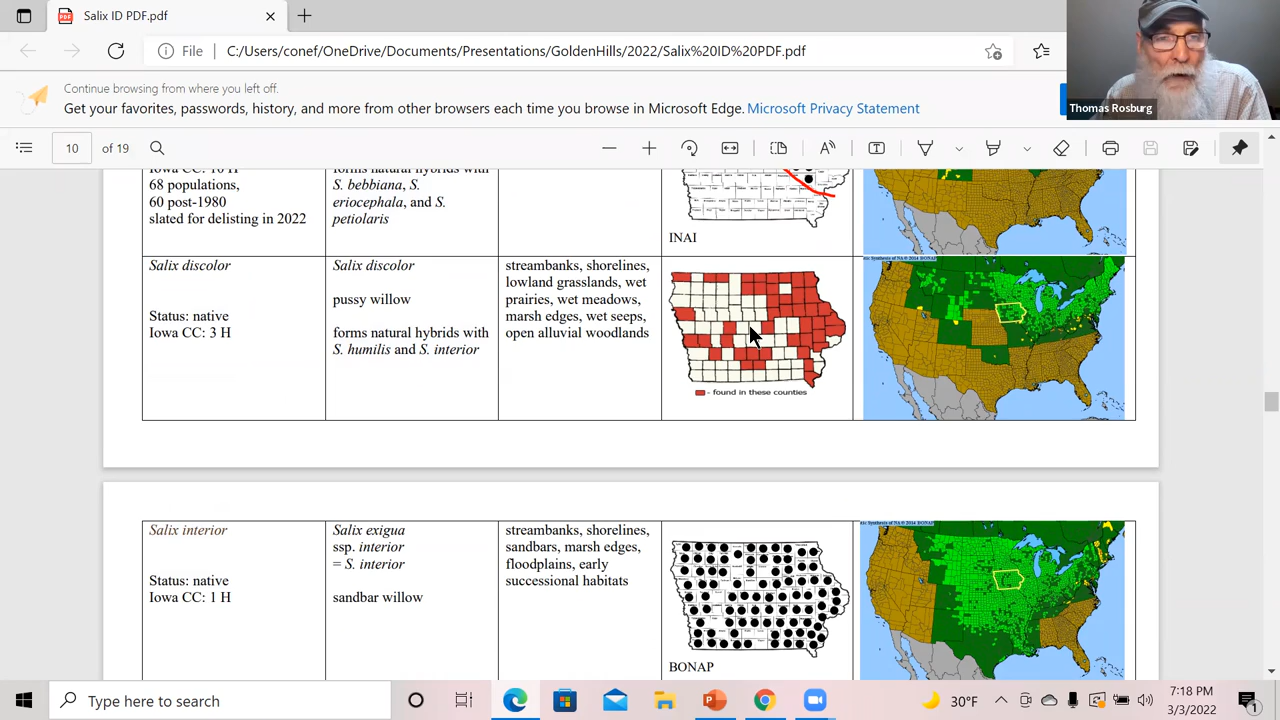 Salix ID PDF.pdf
File
C:/Users/conef/OneDrive/Documents/Presentations/GoldenHills/2022/Salix%20ID%20PDF.pdf
Continue browsing from where you left off.
Get your favorites, passwords, history, and more from other browsers each time you browse in Microsoft Edge. Microsoft Privacy Statement
Thomas Rosburg
10 of 19
68 populations,
60 post-1980
slated for delisting in 2022
forms natural hybrids with
S. bebbiana, S.
eriocephala, and S.
petiolaris
INAI
Salix discolor
Status: native
Iowa CC: 3 H
Salix discolor
pussy willow
forms natural hybrids with
S. humilis and S. interior
streambanks, shorelines,
lowland grasslands, wet
prairies, wet meadows,
marsh edges, wet seeps,
open alluvial woodlands
- found in these counties
Salix interior
Status: native
Iowa CC: 1 H
Salix exigua
ssp. interior
= S. interior
sandbar willow
streambanks, shorelines,
sandbars, marsh edges,
floodplains, early
successional habitats
BONAP
Type here to search
30°F
7:18 PM
3/3/2022